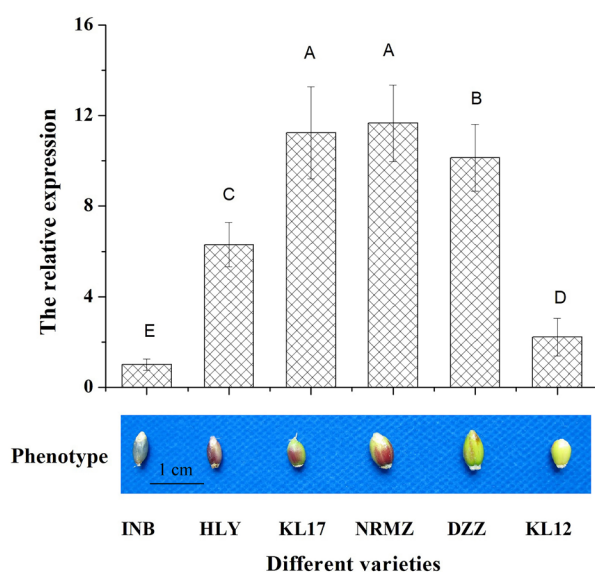 16
12
8
4
0
The relative expression
E
C
A
A
B
D
Phenotype
1 cm
INB HLY KL17 NRMZ DZZ KL12
Different varieties